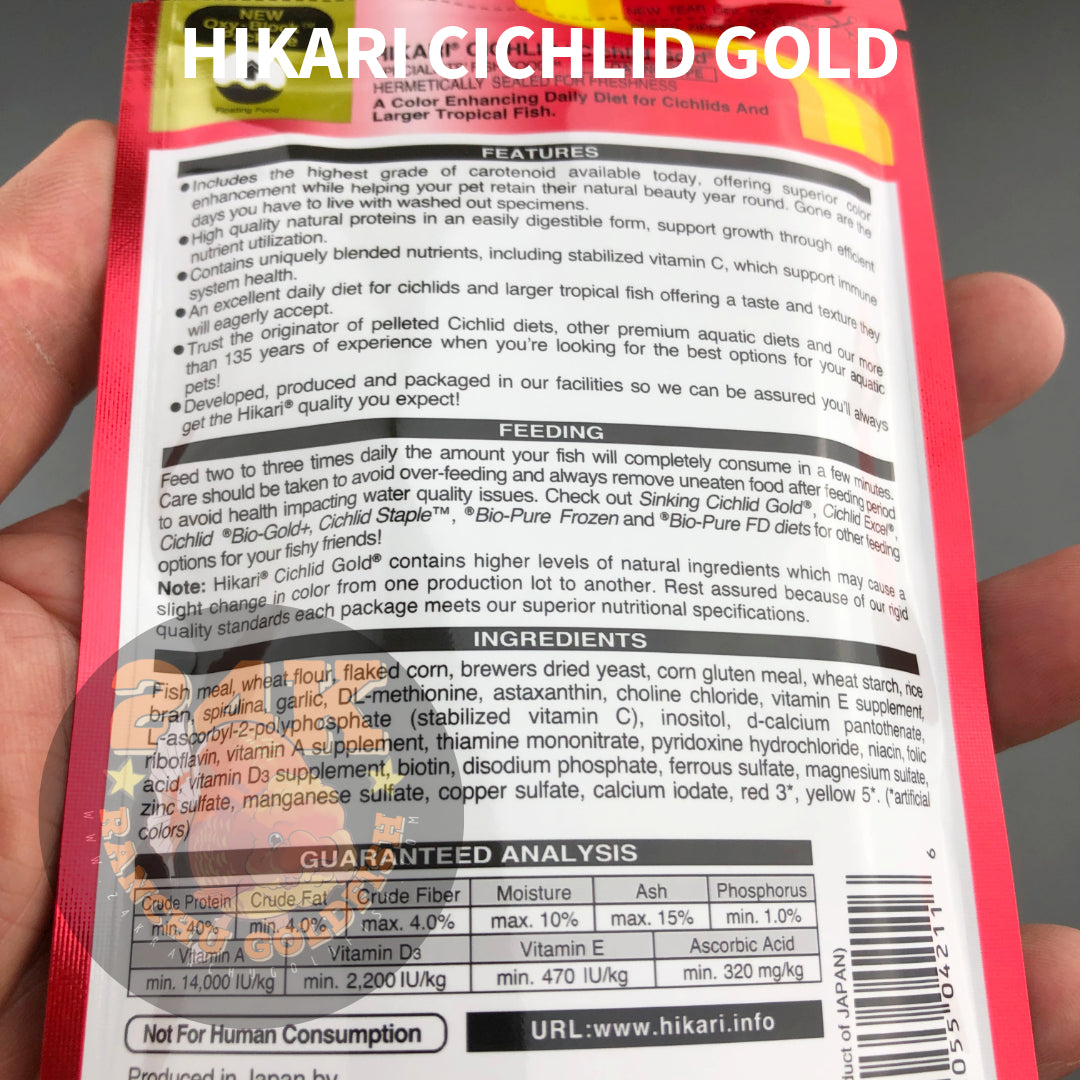 HIKARI CICHLID GOLD
NEW
Oxy-Block™
Floating Food
NEW TEAR
HIKARI®
HERMETICALLY SEALED FOR FRESHNESS
A Color Enhancing Daily Diet for Cichlids And
Larger Tropical Fish.
FEATURES
•Includes the highest grade of carotenoid available today, offering superior color
enhancement while helping your pet retain their natural beauty year round. Gone are the
days you have to live with washed out specimens.
•High quality natural proteins in an easily digestible form, support growth through efficient
nutrient utilization.
•Contains uniquely blended nutrients, including stabilized vitamin C, which support immune
system health.
•An excellent daily diet for cichlids and larger tropical fish offering a taste and texture they
will eagerly accept.
•Trust the originator of pelleted Cichlid diets, other premium aquatic diets and our more
than 135 years of experience when you're looking for the best options for your aquatic
pets!
•Developed, produced and packaged in our facilities so we can be assured you'll always
get the Hikari® quality you expect!
FEEDING
Feed two to three times daily the amount your fish will completely consume in a few minutes.
Care should be taken to avoid over-feeding and always remove uneaten food after feeding period
to avoid health impacting water quality issues. Check out Sinking Cichlid Gold®, Cichlid Excel®,
Cichlid ®Bio-Gold+, Cichlid Staple™, ®Bio-Pure Frozen and ®Bio-Pure FD diets for other feeding
options for your fishy friends!
Note: Hikari® Cichlid Gold® contains higher levels of natural ingredients which may cause a
slight change in color from one production lot to another. Rest assured because of our rigid
quality standards each package meets our superior nutritional specifications.
INGREDIENTS
Fish meal, wheat flour, flaked corn, brewers dried yeast, corn gluten meal, wheat starch, rice
bran, spirulina, garlic, DL-methionine, astaxanthin, choline chloride, vitamin E supplement,
L-ascorbyl-2-polyphosphate (stabilized vitamin C), inositol, d-calcium pantothenate,
riboflavin, vitamin A supplement, thiamine mononitrate, pyridoxine hydrochloride, niacin, folic
acid, vitamin D3 supplement, biotin, disodium phosphate, ferrous sulfate, magnesium sulfate,
zinc sulfate, manganese sulfate, copper sulfate, calcium iodate, red 3*, yellow 5*. (*artificial
colors)
GUARANTEED ANALYSIS
Crude Protein Crude Fat Crude Fiber Moisture Ash Phosphorus
min. 40% min. 4.0% max. 4.0% max. 10% max. 15% min. 1.0%
Vitamin A Vitamin D3 Vitamin E Ascorbic Acid
min. 14,000 IU/kg min. 2,200 IU/kg min. 470 IU/kg min. 320 mg/kg
Not For Human Consumption
URL:www.hikari.info
Produced in Japan by
duct of JAPAN)
055 04211 6
24K
RANCHU GOLDFISH